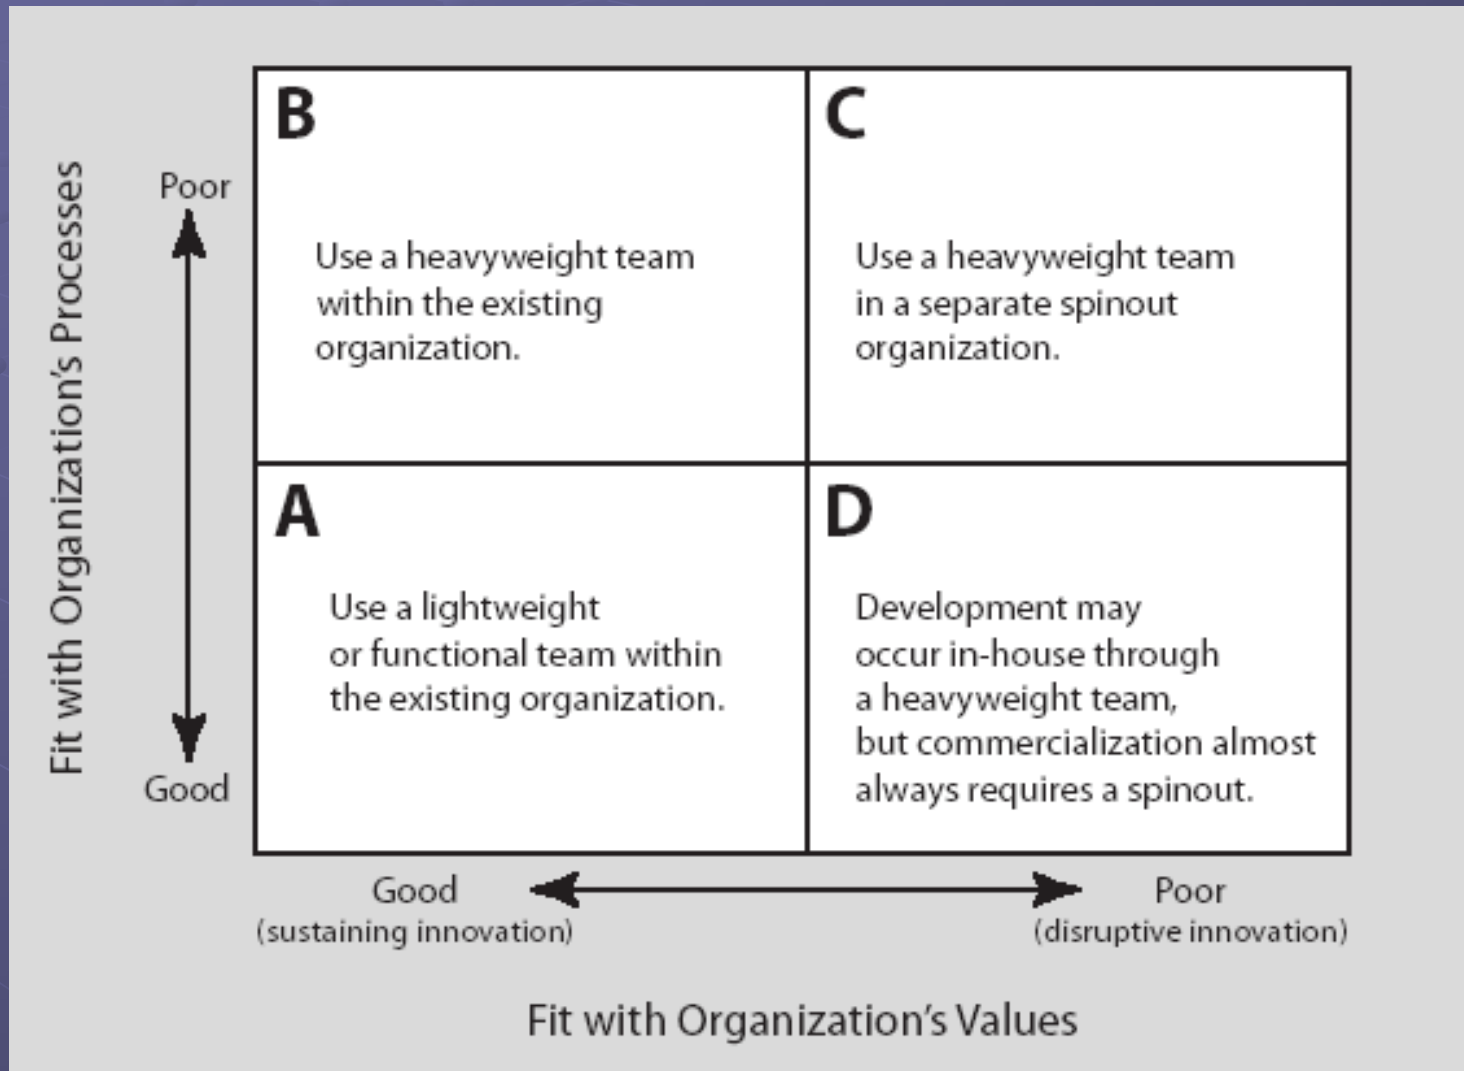 B
Use a heavyweight team
within the existing
organization.
C
Use a heavyweight team
in a separate spinout
organization.
A
Use a lightweight
or functional team within
the existing organization.
D
Development may
occur in-house through
a heavyweight team,
but commercialization almost
always requires a spinout.
Fit with Organization's Processes
Poor
Good
Good
(sustaining innovation)
Poor
(disruptive innovation)
Fit with Organization's Values